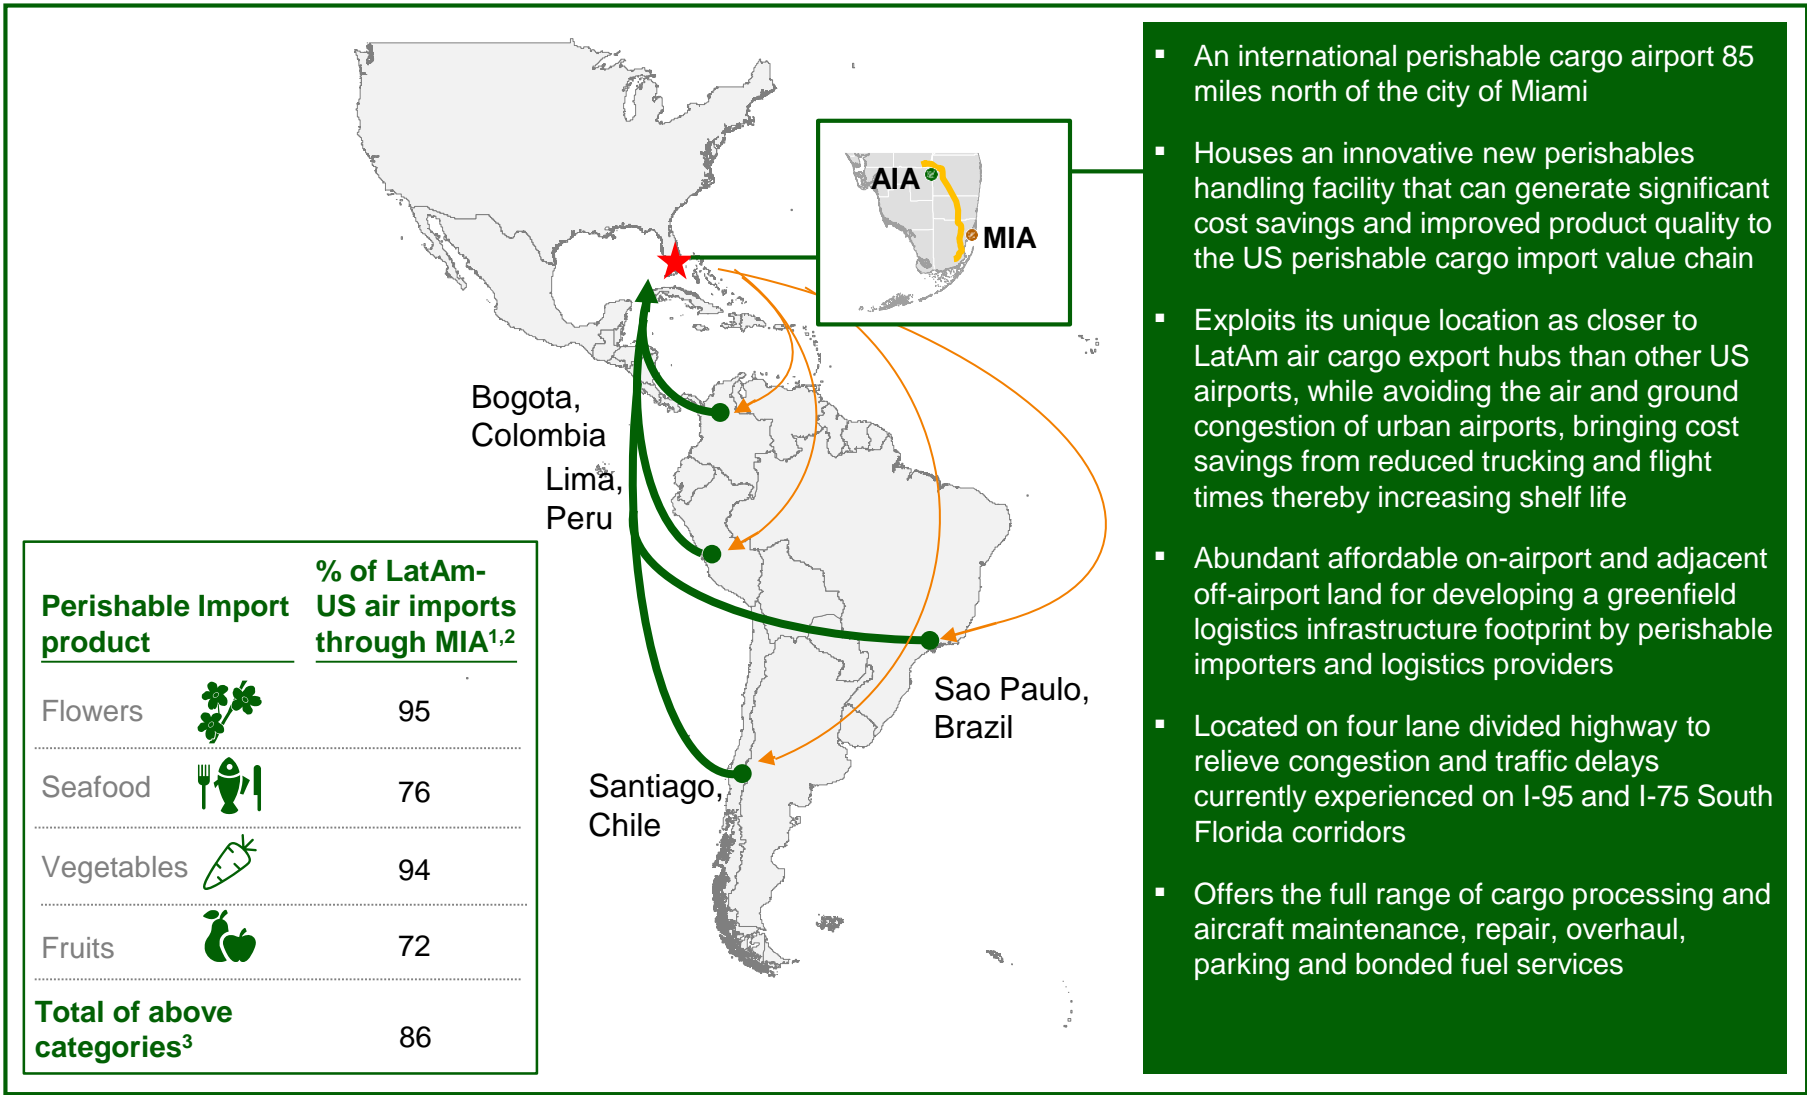 AIA
MIA
Bogota,
Colombia
Lima,
Peru
Sao Paulo,
Brazil
Santiago,
Chile
Perishable Import
product
% of LatAm-
US air imports
through MIA1,2
Flowers 95
Seafood 76
Vegetables 94
Fruits 72
Total of above
categories3 86
▪ An international perishable cargo airport 85
miles north of the city of Miami
▪ Houses an innovative new perishables
handling facility that can generate significant
cost savings and improved product quality to
the US perishable cargo import value chain
▪ Exploits its unique location as closer to
LatAm air cargo export hubs than other US
airports, while avoiding the air and ground
congestion of urban airports, bringing cost
savings from reduced trucking and flight
times thereby increasing shelf life
▪ Abundant affordable on-airport and adjacent
off-airport land for developing a greenfield
logistics infrastructure footprint by perishable
importers and logistics providers
▪ Located on four lane divided highway to
relieve congestion and traffic delays
currently experienced on I-95 and I-75 South
Florida corridors
▪ Offers the full range of cargo processing and
aircraft maintenance, repair, overhaul,
parking and bonded fuel services